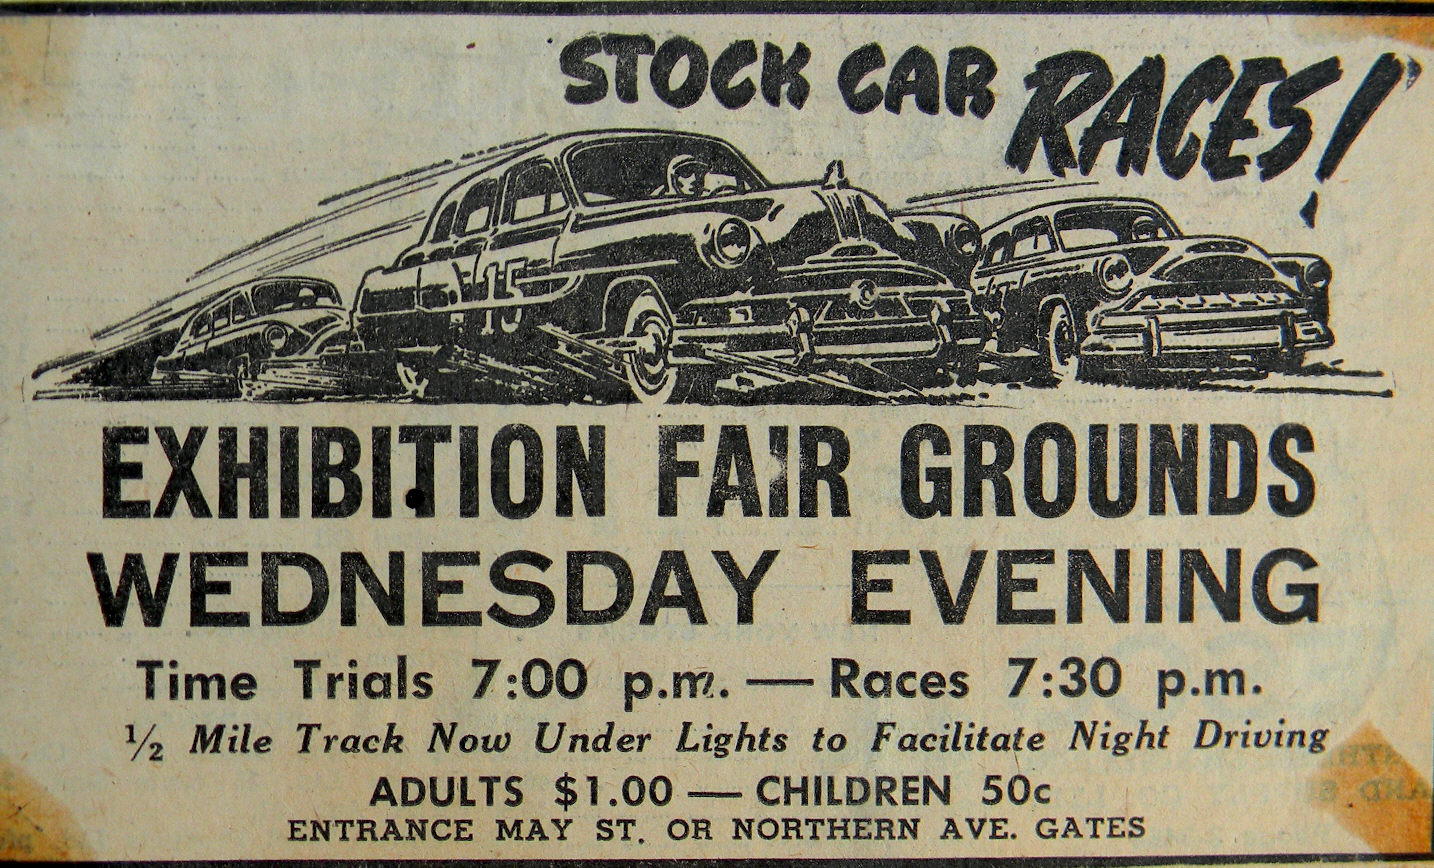 STOCK CAR RACES!
15
EXHIBITION FAIR GROUNDS
WEDNESDAY EVENING
Time Trials 7:00 p.m. — Races 7:30 p.m.
½ Mile Track Now Under Lights to Facilitate Night Driving
ADULTS $1.00 — CHILDREN 50c
ENTRANCE MAY ST. OR NORTHERN AVE. GATES